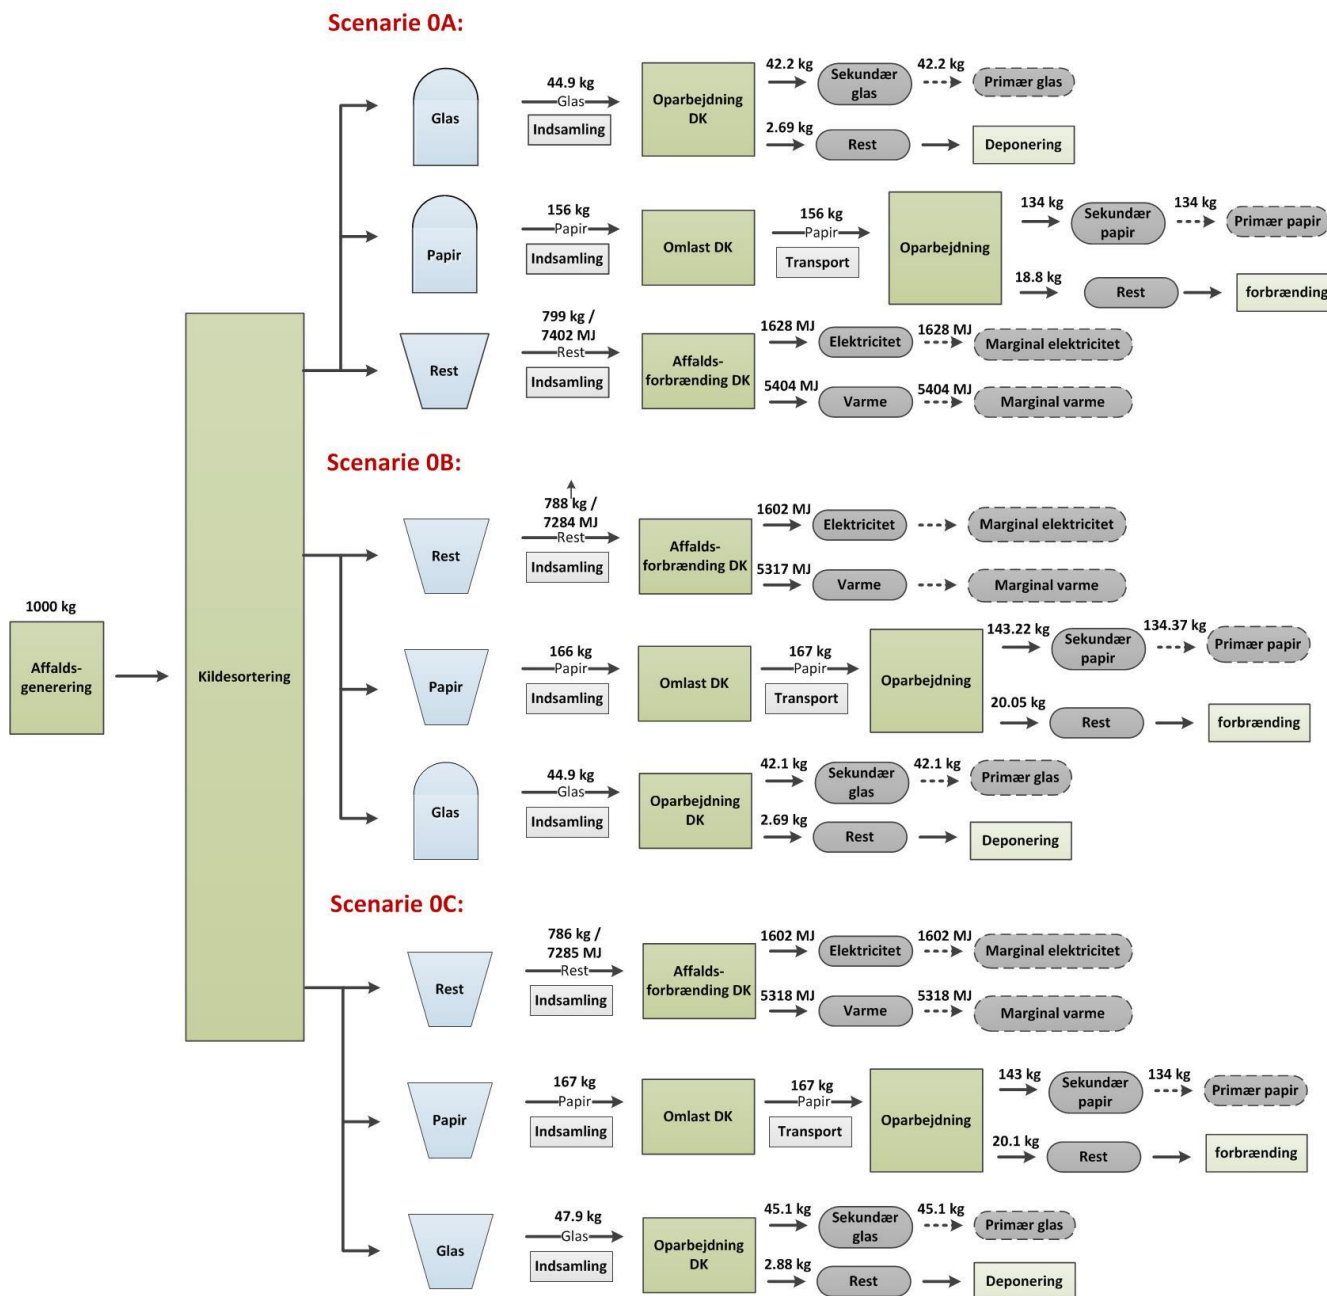 Scenarie 0A:
Glas
44.9 kg
Glas
Indsamling
Oparbejdning
DK
42.2 kg
Sekundær
glas
42.2 kg
Primær glas
2.69 kg
Rest
Deponering
Papir
156 kg
Papir
Indsamling
Omlast DK
156 kg
Papir
Transport
Oparbejdning
134 kg
Sekundær
papir
134 kg
Primær papir
18.8 kg
Rest
forbrænding
Rest
799 kg /
7402 MJ
Rest
Indsamling
Affalds-
forbrænding DK
1628 MJ
Elektricitet
1628 MJ
Marginal elektricitet
5404 MJ
Varme
5404 MJ
Marginal varme
Scenarie 0B:
Rest
788 kg /
7284 MJ
Rest
Indsamling
Affalds-
forbrænding DK
1602 MJ
Elektricitet
Marginal elektricitet
5317 MJ
Varme
Marginal varme
1000 kg
Affalds-
generering
Kildesortering
Papir
166 kg
Papir
Indsamling
Omlast DK
167 kg
Papir
Transport
Oparbejdning
143.22 kg
Sekundær
papir
134.37 kg
Primær papir
20.05 kg
Rest
forbrænding
Glas
44.9 kg
Glas
Indsamling
Oparbejdning
DK
42.1 kg
Sekundær
glas
42.1 kg
Primær glas
2.69 kg
Rest
Deponering
Scenarie 0C:
Rest
786 kg /
7285 MJ
Rest
Indsamling
Affalds-
forbrænding DK
1602 MJ
Elektricitet
1602 MJ
Marginal elektricitet
5318 MJ
Varme
5318 MJ
Marginal varme
Papir
167 kg
Papir
Indsamling
Omlast DK
167 kg
Papir
Transport
Oparbejdning
143 kg
Sekundær
papir
134 kg
Primær papir
20.1 kg
Rest
forbrænding
Glas
47.9 kg
Glas
Indsamling
Oparbejdning
DK
45.1 kg
Sekundær
glas
45.1 kg
Primær glas
2.88 kg
Rest
Deponering